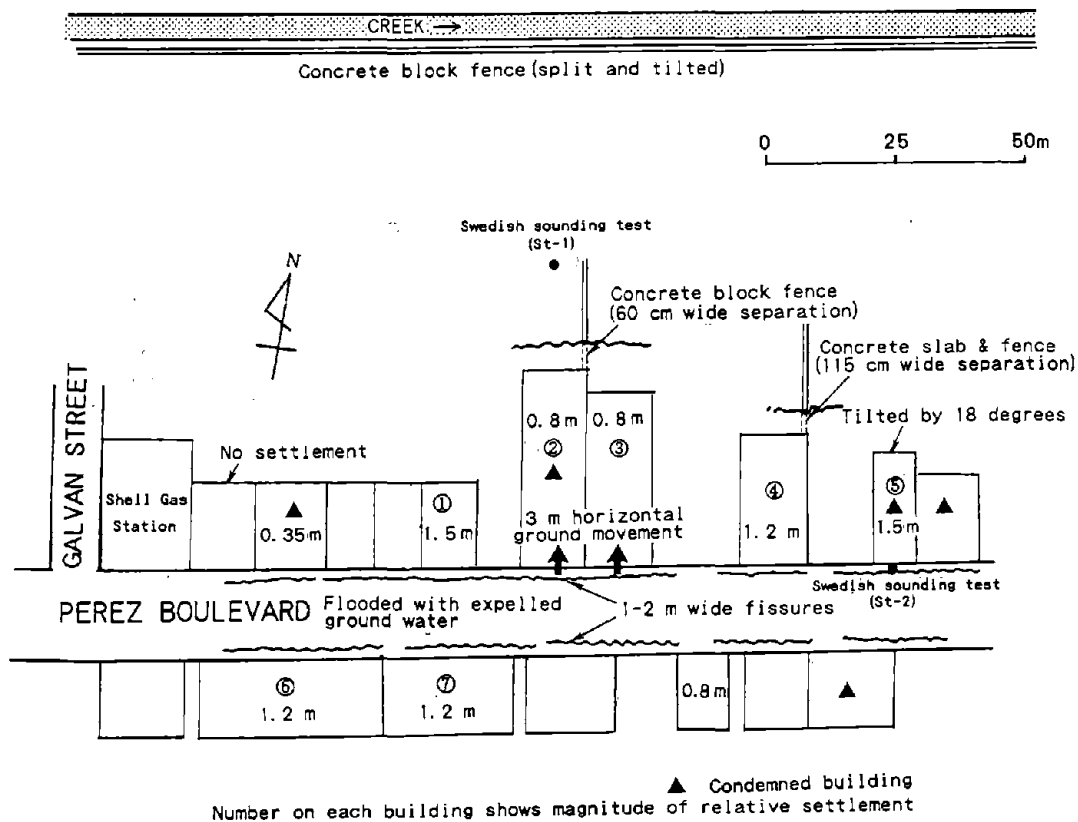 CREEK →
Concrete block fence (split and tilted)
0 25 50m
Swedish sounding test
(St-1)
N
Concrete block fence
(60 cm wide separation)
Concrete slab & fence
(115 cm wide separation)
Tilted by 18 degrees
GALVAN STREET
No settlement
Shell Gas
Station
▲
0.35 m
①
1.5 m
0.8 m
②
▲
0.8 m
③
3 m horizontal
ground movement
④
1.2 m
⑤
▲
1.5 m
▲
Swedish sounding test
(St-2)
PEREZ BOULEVARD
Flooded with expelled
ground water
1-2 m wide fissures
⑥
1.2 m
⑦
1.2 m
0.8 m
▲
▲ Condemned building
Number on each building shows magnitude of relative settlement